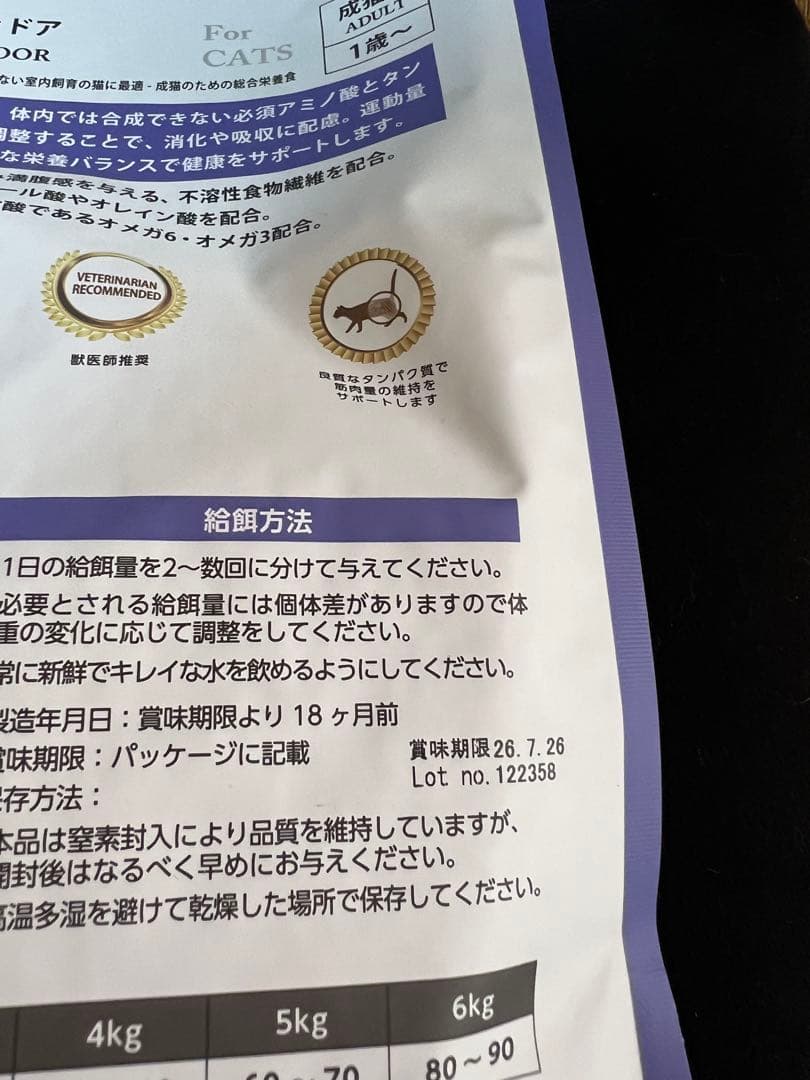 ドア
OOR
For
CATS
成猫
ADULT
1歳〜
ない室内飼育の猫に最適 - 成猫のための総合栄養食
体内では合成できない必須アミノ酸とタン
調整することで、消化や吸収に配慮。運動量
な栄養バランスで健康をサポートします。
満腹感を与える、不溶性食物繊維を配合。
ール酸やオレイン酸を配合。
酸であるオメガ6・オメガ3配合。
VETERINARIAN
RECOMMENDED
獣医師推奨
良質なタンパク質で
筋肉量の維持を
サポートします
給餌方法
1日の給餌量を2〜数回に分けて与えてください。
必要とされる給餌量には個体差がありますので体
重の変化に応じて調整をしてください。
常に新鮮でキレイな水を飲めるようにしてください。
製造年月日：賞味期限より 18 ヶ月前
賞味期限：パッケージに記載
賞味期限26.7.26
Lot no.122358
保存方法：
本品は窒素封入により品質を維持していますが、
開封後はなるべく早めにお与えください。
高温多湿を避けて乾燥した場所で保存してください。
4kg 5kg 6kg
60〜70 80〜90